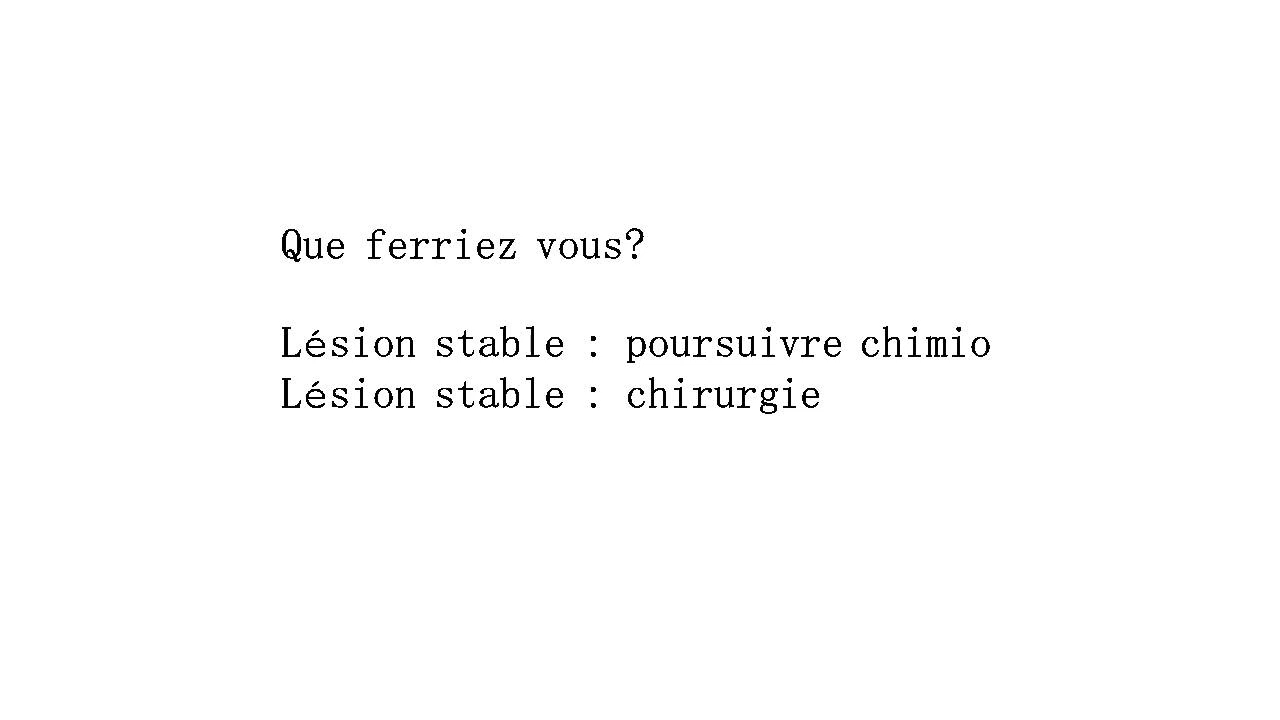 Que ferriez vous?
Lésion stable : poursuivre chimio
Lésion stable : chirurgie